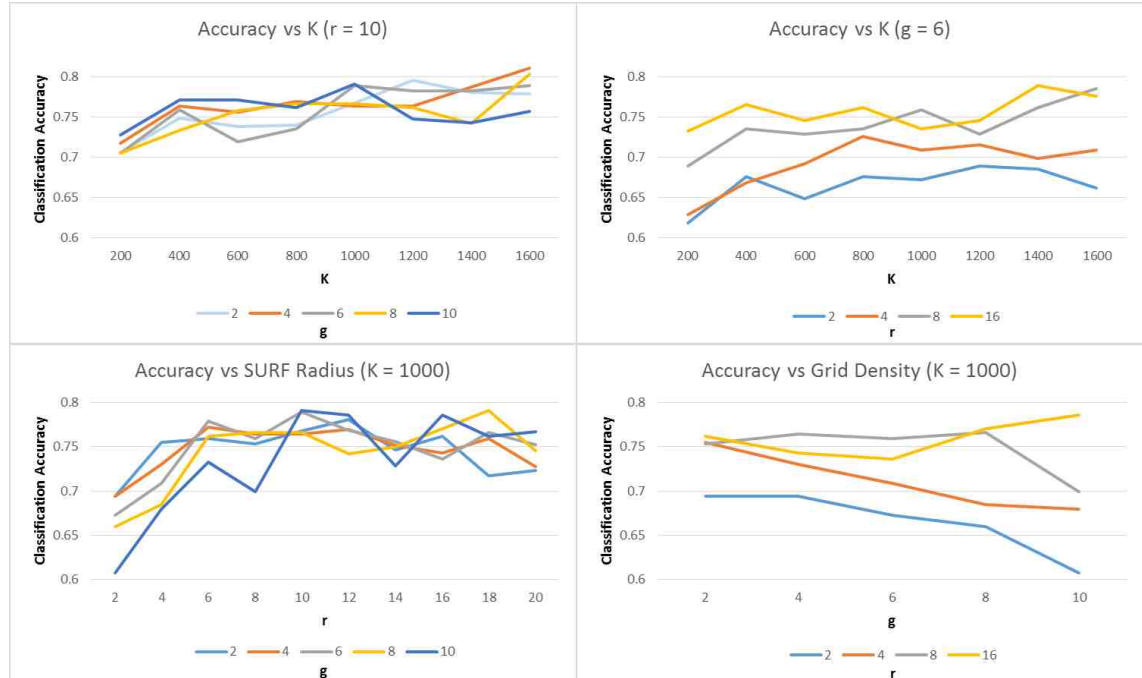 Accuracy vs K (r = 10)
Classification Accuracy
0.8
0.75
0.7
0.65
0.6
200 400 600 800 1000 1200 1400 1600
K
2 4 6 8 10
g
Accuracy vs K (g = 6)
Classification Accuracy
0.8
0.75
0.7
0.65
0.6
200 400 600 800 1000 1200 1400 1600
K
2 4 8 16
r
Accuracy vs SURF Radius (K = 1000)
Classification Accuracy
0.8
0.75
0.7
0.65
0.6
2 4 6 8 10 12 14 16 18 20
r
2 4 6 8 10
g
Accuracy vs Grid Density (K = 1000)
Classification Accuracy
0.8
0.75
0.7
0.65
0.6
2 4 6 8 10
g
2 4 8 16
r